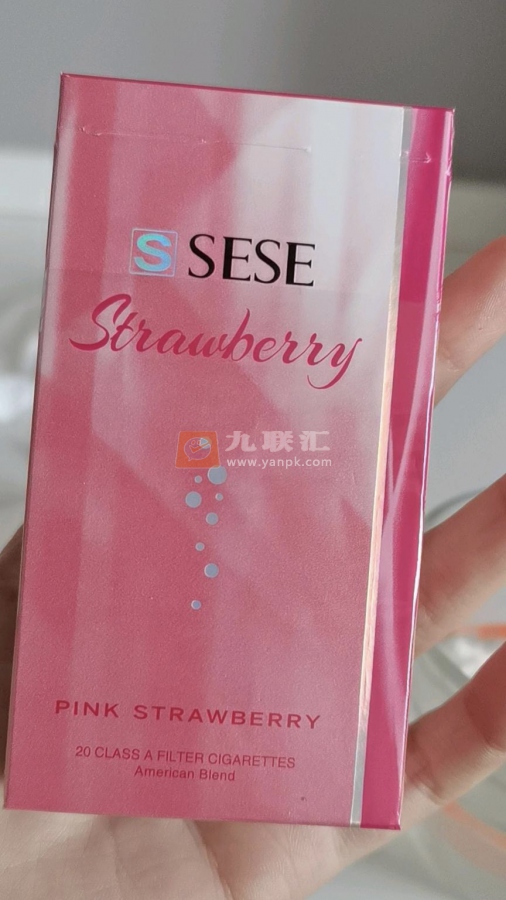 S SESE
Strawberry
九联汇
www.yanpk.com
PINK STRAWBERRY
20 CLASS A FILTER CIGARETTES
American Blend